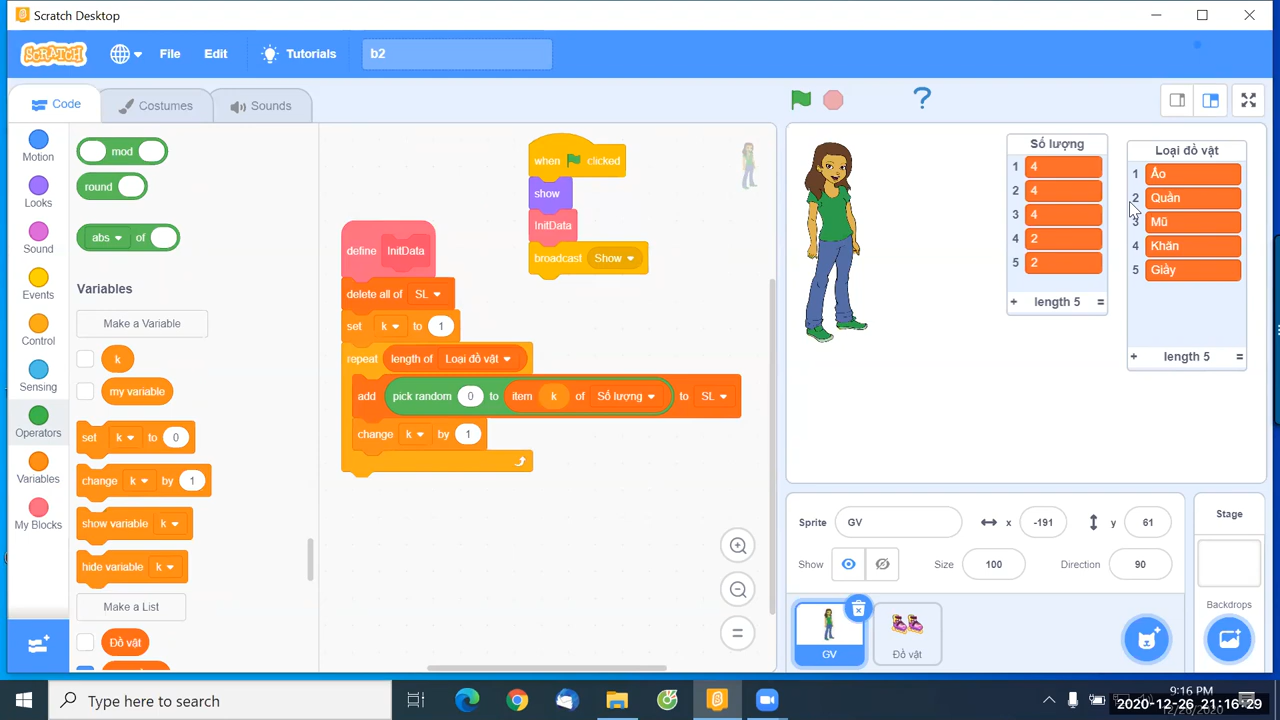 Scratch Desktop
SCRATCH
File
Edit
Tutorials
b2
Code
Costumes
Sounds
Motion
Looks
Sound
Events
Control
Sensing
Operators
Variables
My Blocks
mod
round
abs of
Variables
Make a Variable
k
my variable
set k to 0
change k by 1
show variable k
hide variable k
Make a List
Đồ vật
define InitData
delete all of SL
set k to 1
repeat length of Loại đồ vật
add pick random 0 to item k of Số lượng to SL
change k by 1
when clicked
show
InitData
broadcast Show
?
Số lượng
1 4
2 4
3 4
4 2
5 2
+ length 5 =
Loại đồ vật
1 Áo
2 Quần
3 Mũ
4 Khăn
5 Giầy
+ length 5 =
Sprite GV x -191 y 61
Show Size 100 Direction 90
GV
Đồ vật
Stage
Backdrops
Type here to search
9:16 PM
2020-12-26 21:16:29